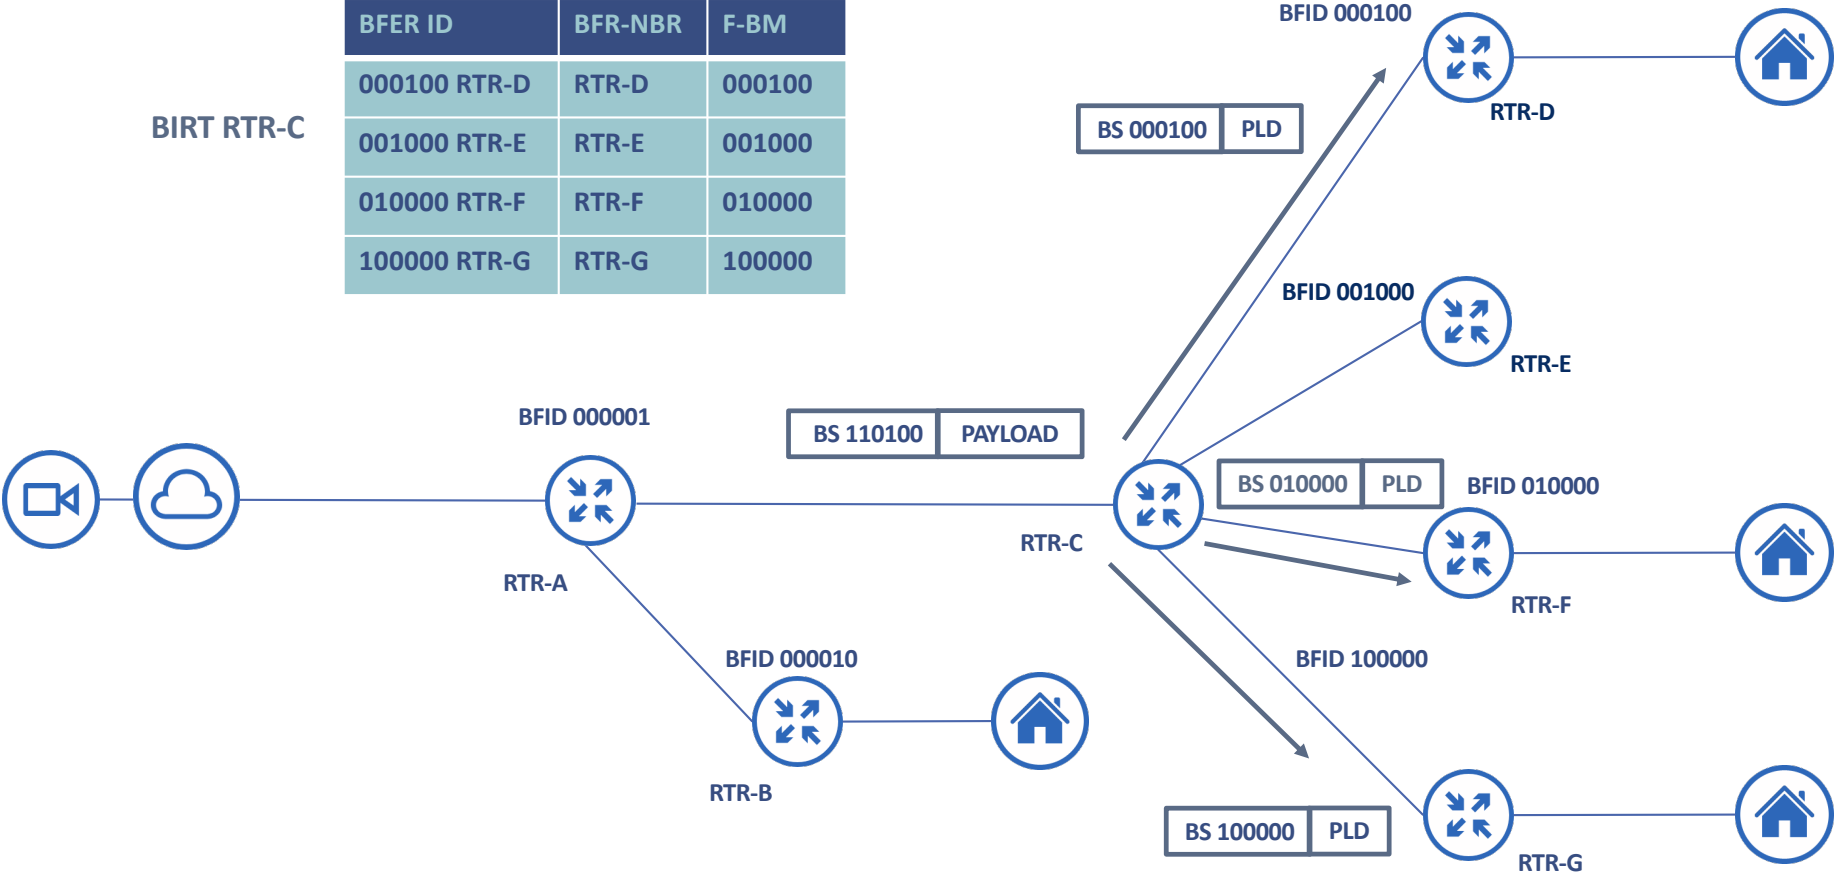 BFER ID BFR-NBR F-BM
000100 RTR-D RTR-D 000100
001000 RTR-E RTR-E 001000
010000 RTR-F RTR-F 010000
100000 RTR-G RTR-G 100000
BIRT RTR-C
BFID 000100
RTR-D
BS 000100 PLD
BFID 001000
RTR-E
BFID 000001
BS 110100 PAYLOAD
BS 010000 PLD
BFID 010000
RTR-C
RTR-A
RTR-F
BFID 000010
BFID 100000
RTR-B
BS 100000 PLD
RTR-G